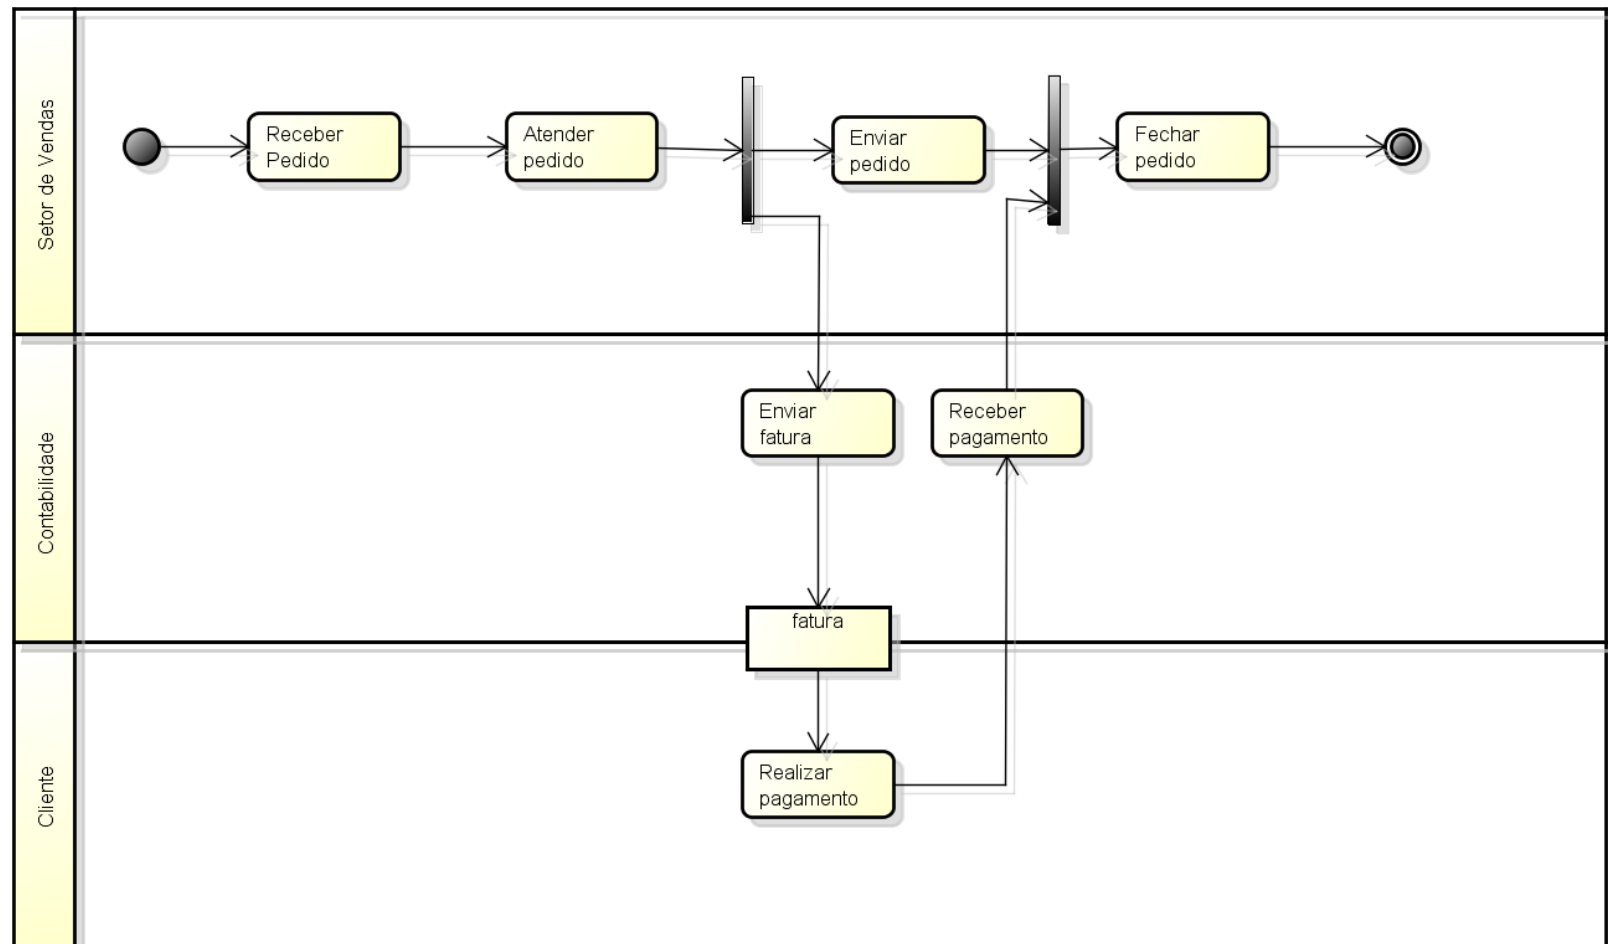 Setor de Vendas
Receber
Pedido
Atender
pedido
Enviar
pedido
Fechar
pedido
Contabilidade
Enviar
fatura
Receber
pagamento
fatura
Cliente
Realizar
pagamento